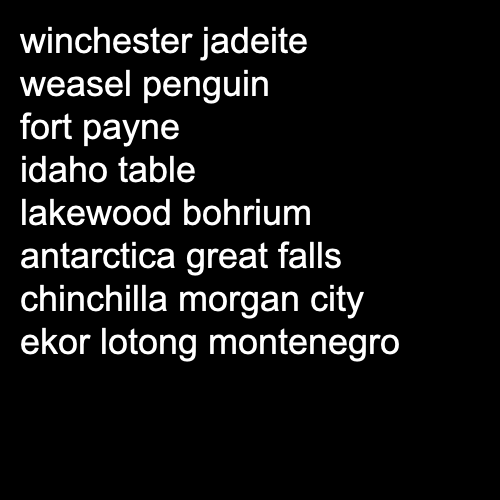 winchester jadeite
weasel penguin
fort payne
idaho table
lakewood bohrium
antarctica great falls
chinchilla morgan city
ekor lotong montenegro